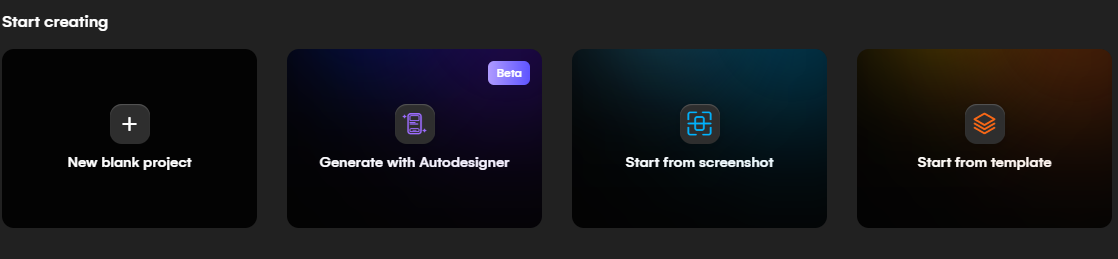 Start creating
Beta
New blank project
Generate with Autodesigner
Start from screenshot
Start from template